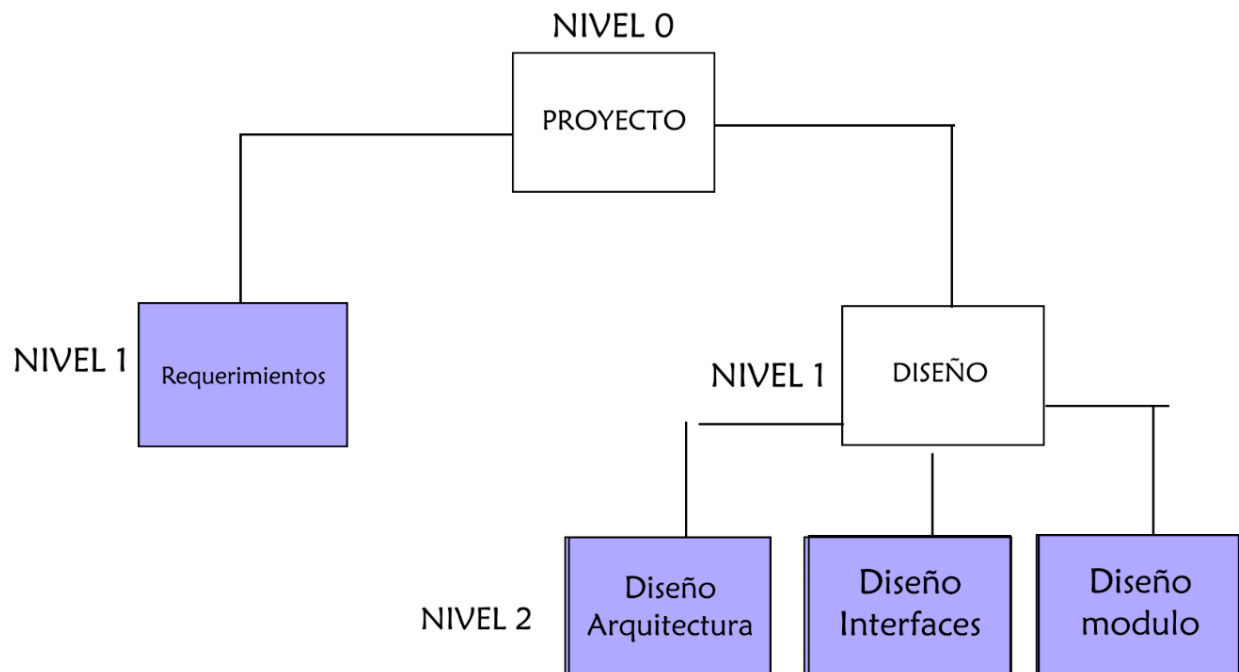 NIVEL 0
PROYECTO
NIVEL 1
Requerimientos
NIVEL 1
DISEÑO
NIVEL 2
Diseño
Arquitectura
Diseño
Interfaces
Diseño
modulo